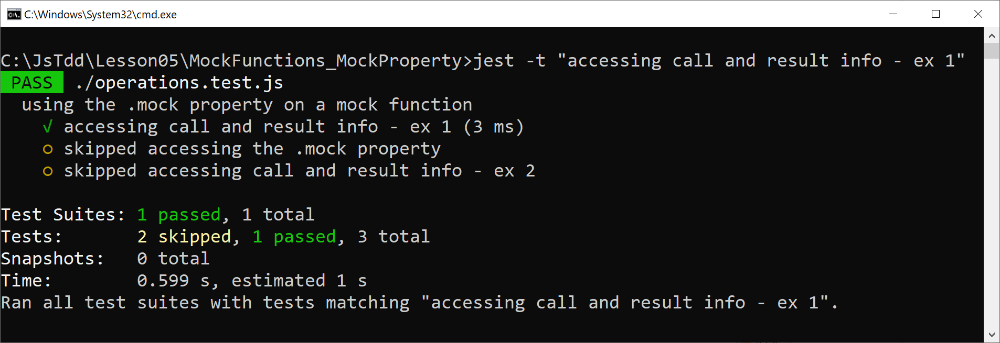 C:\Windows\System32\cmd.exe
C:\JsTdd\Lesson05\MockFunctions_MockProperty>jest -t "accessing call and result info - ex 1"
PASS ./operations.test.js
using the .mock property on a mock function
√ accessing call and result info - ex 1 (3 ms)
○ skipped accessing the .mock property
○ skipped accessing call and result info - ex 2
Test Suites: 1 passed, 1 total
Tests: 2 skipped, 1 passed, 3 total
Snapshots: 0 total
Time: 0.599 s, estimated 1 s
Ran all test suites with tests matching "accessing call and result info - ex 1".